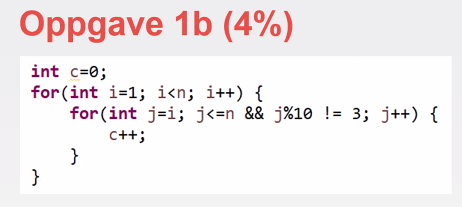 Oppgave 1b (4%)
int c=0;
for(int i=1; i<n; i++) {
for(int j=i; j<=n && j%10 != 3; j++) {
c++;
}
}